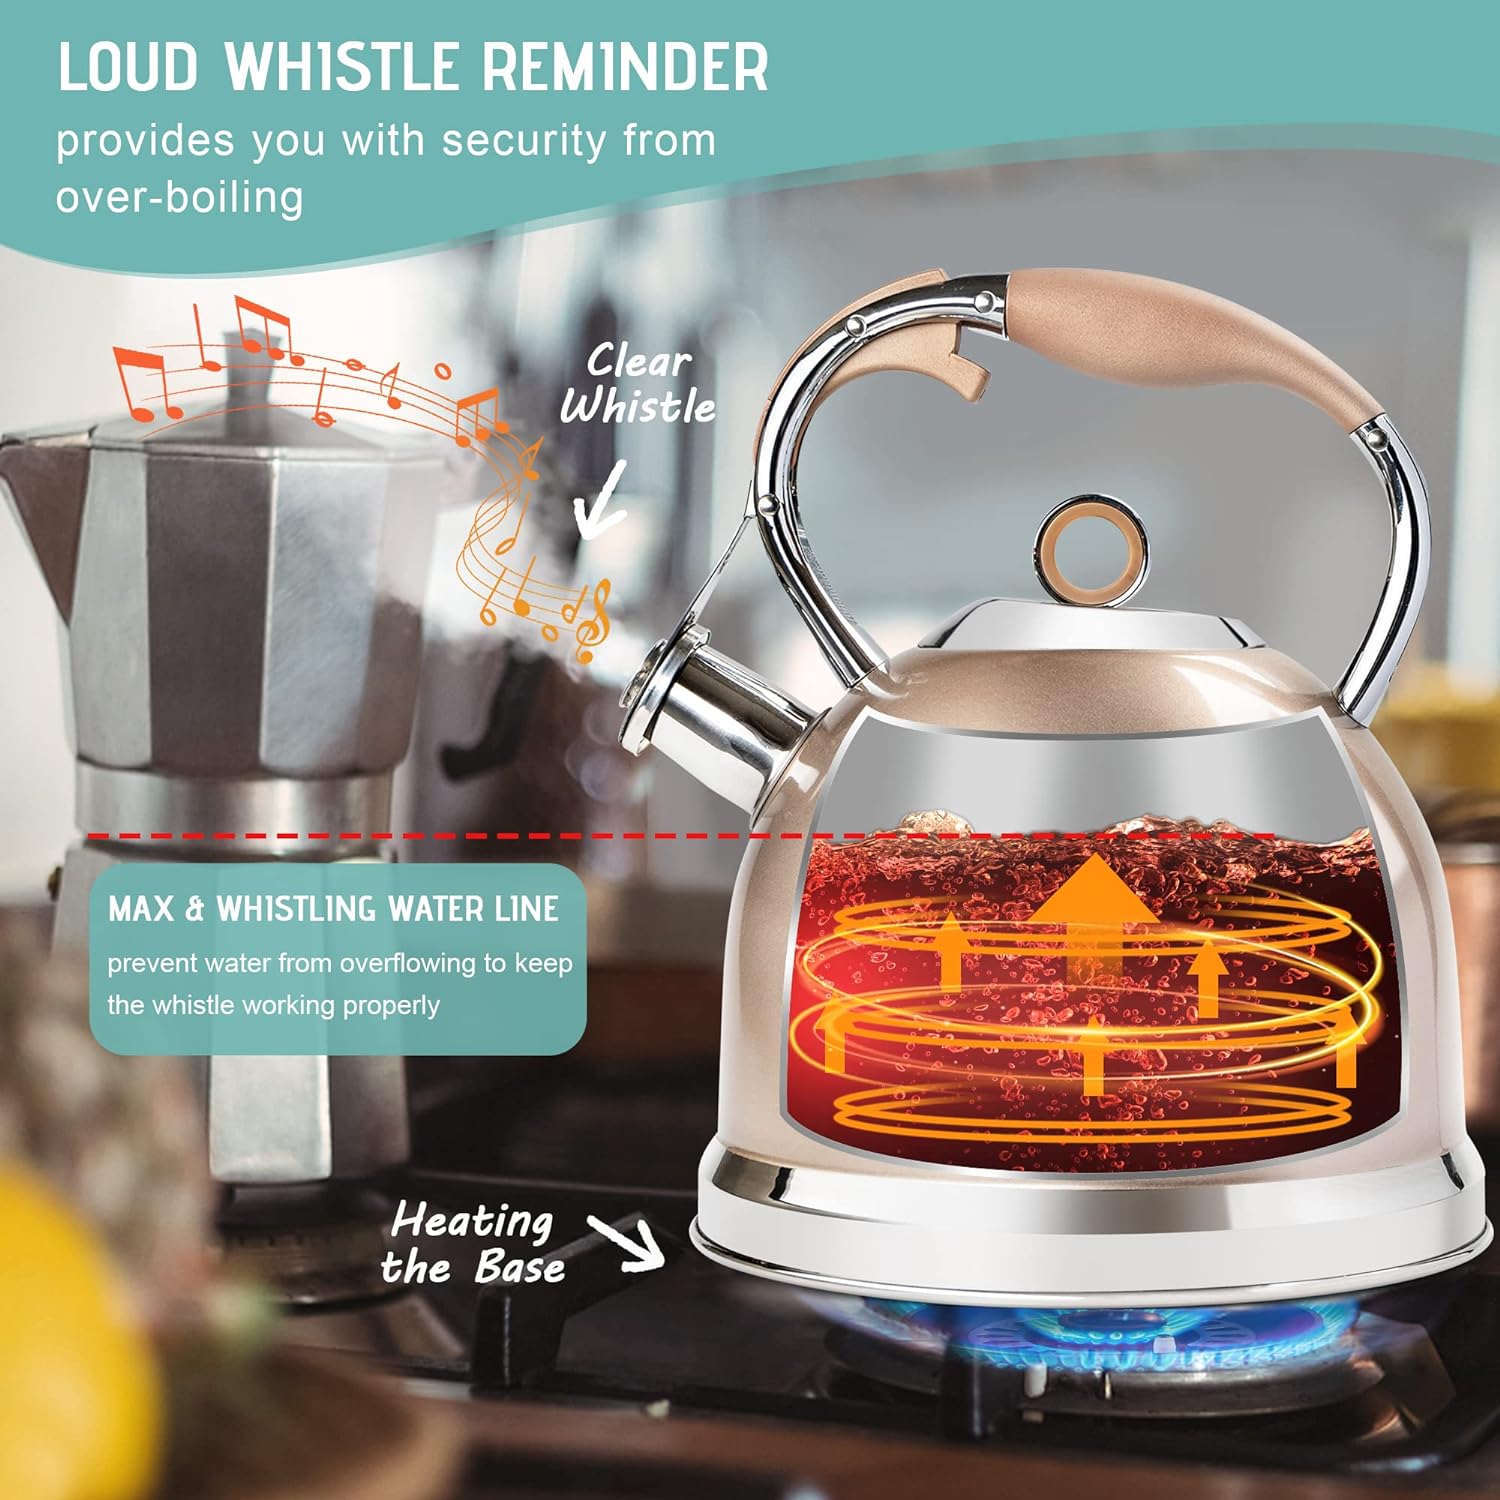 LOUD WHISTLE REMINDER
provides you with security from
over-boiling
Clear
Whistle
MAX & WHISTLING WATER LINE
prevent water from overflowing to keep
the whistle working properly
Heating
the Base